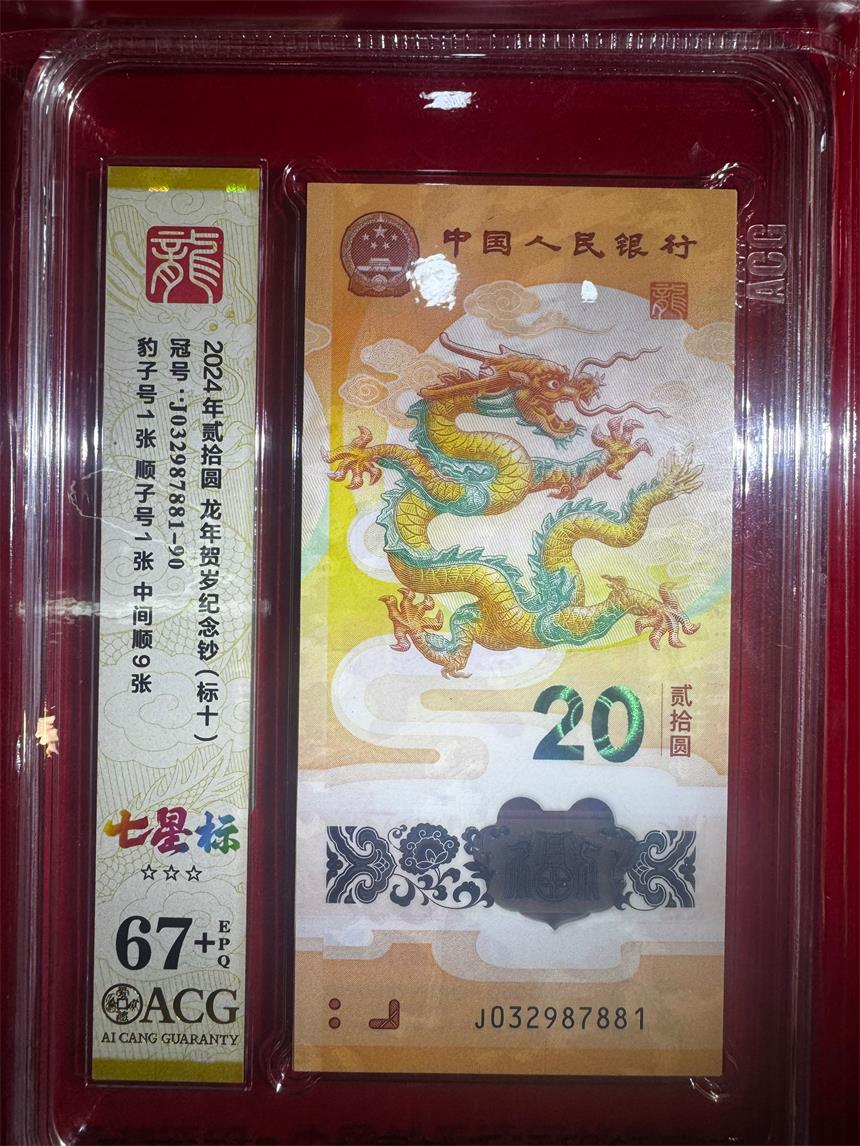 龍
2024年贰拾圆 龙年贺岁纪念钞(标十)
冠号:J032987881-90
豹子号1张 顺子号1张 中间顺9张
七星标
☆☆☆
67+EPQ
ACG
AI CANG GUARANTY
中国人民银行
龍
20
贰拾圆
J032987881
ACG